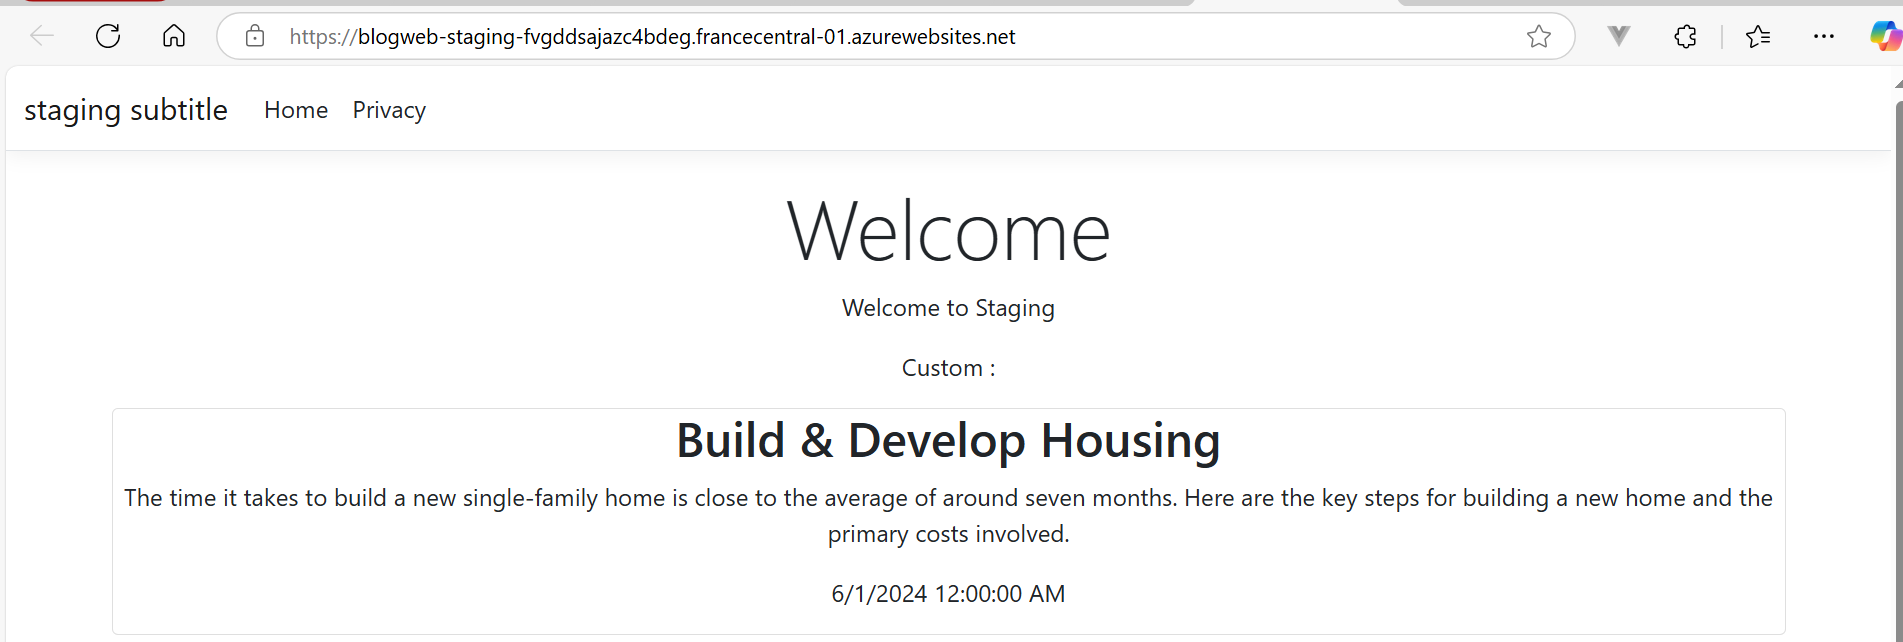 https://blogweb-staging-fvgddsajazc4bdeg.francecentral-01.azurewebsites.net
staging subtitle Home Privacy
Welcome
Welcome to Staging
Custom :
Build & Develop Housing
The time it takes to build a new single-family home is close to the average of around seven months. Here are the key steps for building a new home and the
primary costs involved.
6/1/2024 12:00:00 AM